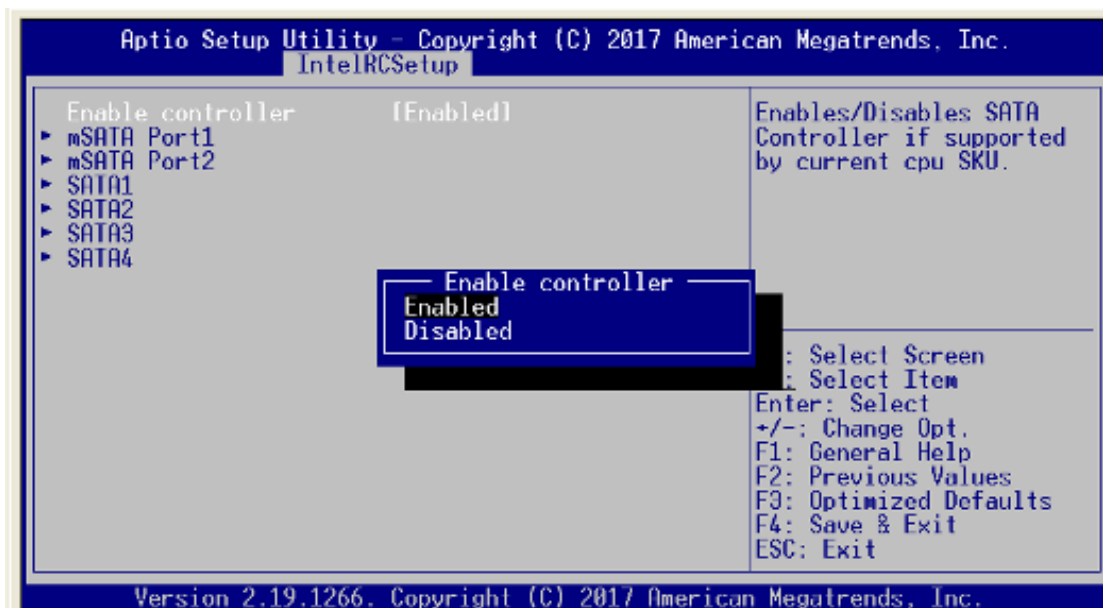 Aptio Setup Utility - Copyright (C) 2017 American Megatrends, Inc.
IntelRCSetup
Enable controller [Enabled]
► mSATA Port1
► mSATA Port2
► SATA1
► SATA2
► SATA3
► SATA4
Enables/Disables SATA
Controller if supported
by current cpu SKU.
Enable controller
Enabled
Disabled
: Select Screen
: Select Item
Enter: Select
+/-: Change Opt.
F1: General Help
F2: Previous Values
F3: Optimized Defaults
F4: Save & Exit
ESC: Exit
Version 2.19.1266. Copyright (C) 2017 American Megatrends, Inc.